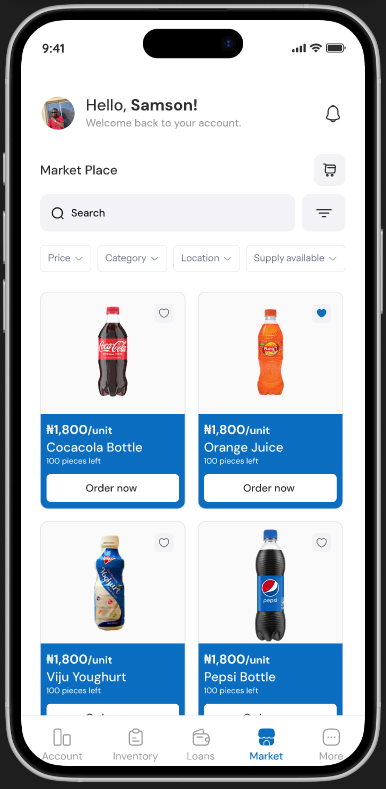 9:41
Hello, Samson!
Welcome back to your account.
Market Place
Search
Price
Category
Location
Supply available
Coca-Cola
₦1,800/unit
Cocacola Bottle
100 pieces left
Order now
₦1,800/unit
Orange Juice
100 pieces left
Order now
Yoghurt
₦1,800/unit
Viju Youghurt
100 pieces left
pepsi
₦1,800/unit
Pepsi Bottle
100 pieces left
Account
Inventory
Loans
Market
More